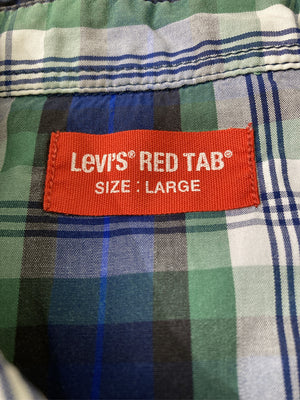 Levi's® RED TAB®
SIZE : LARGE